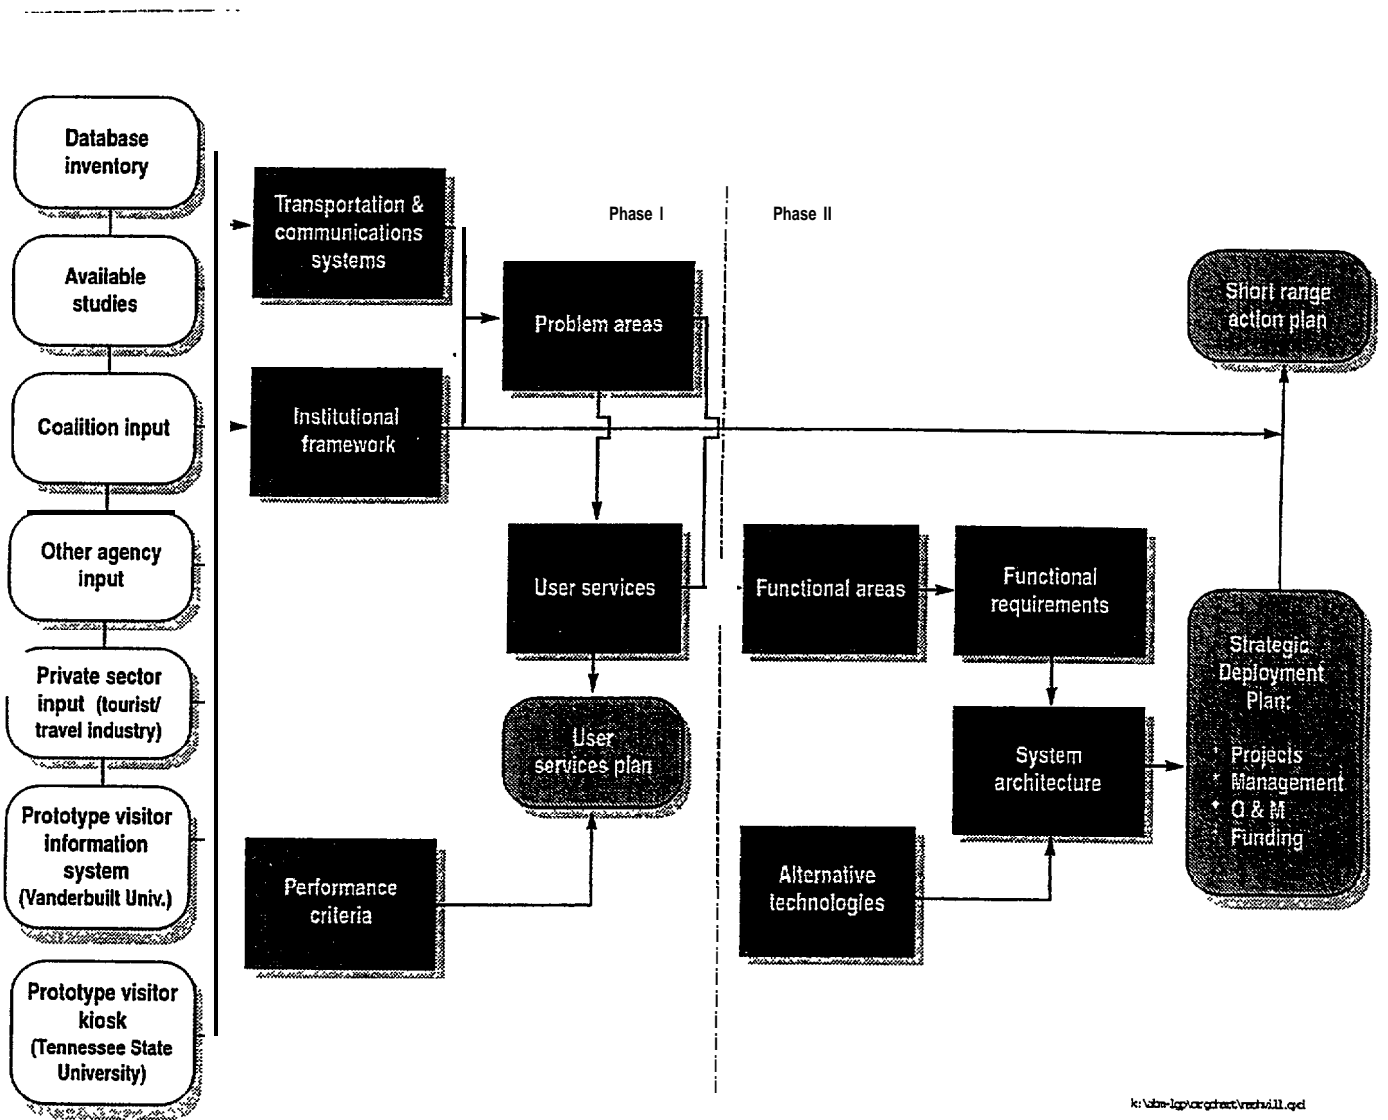 Database
inventory
Available
studies
Coalition input
Other agency
input
Private sector
input (tourist/
travel industry)
Prototype visitor
information
system
(Vanderbuilt Univ.)
Prototype visitor
kiosk
(Tennessee State
University)
Transportation &
communications
systems
Institutional
framework
Performance
criteria
Phase I
Problem areas
User services
User
services plan
Phase II
Functional areas
Functional
requirements
System
architecture
Alternative
technologies
Short range
action plan
Strategic
Deployment
Plan:
Projects
* Management
O & M
Funding